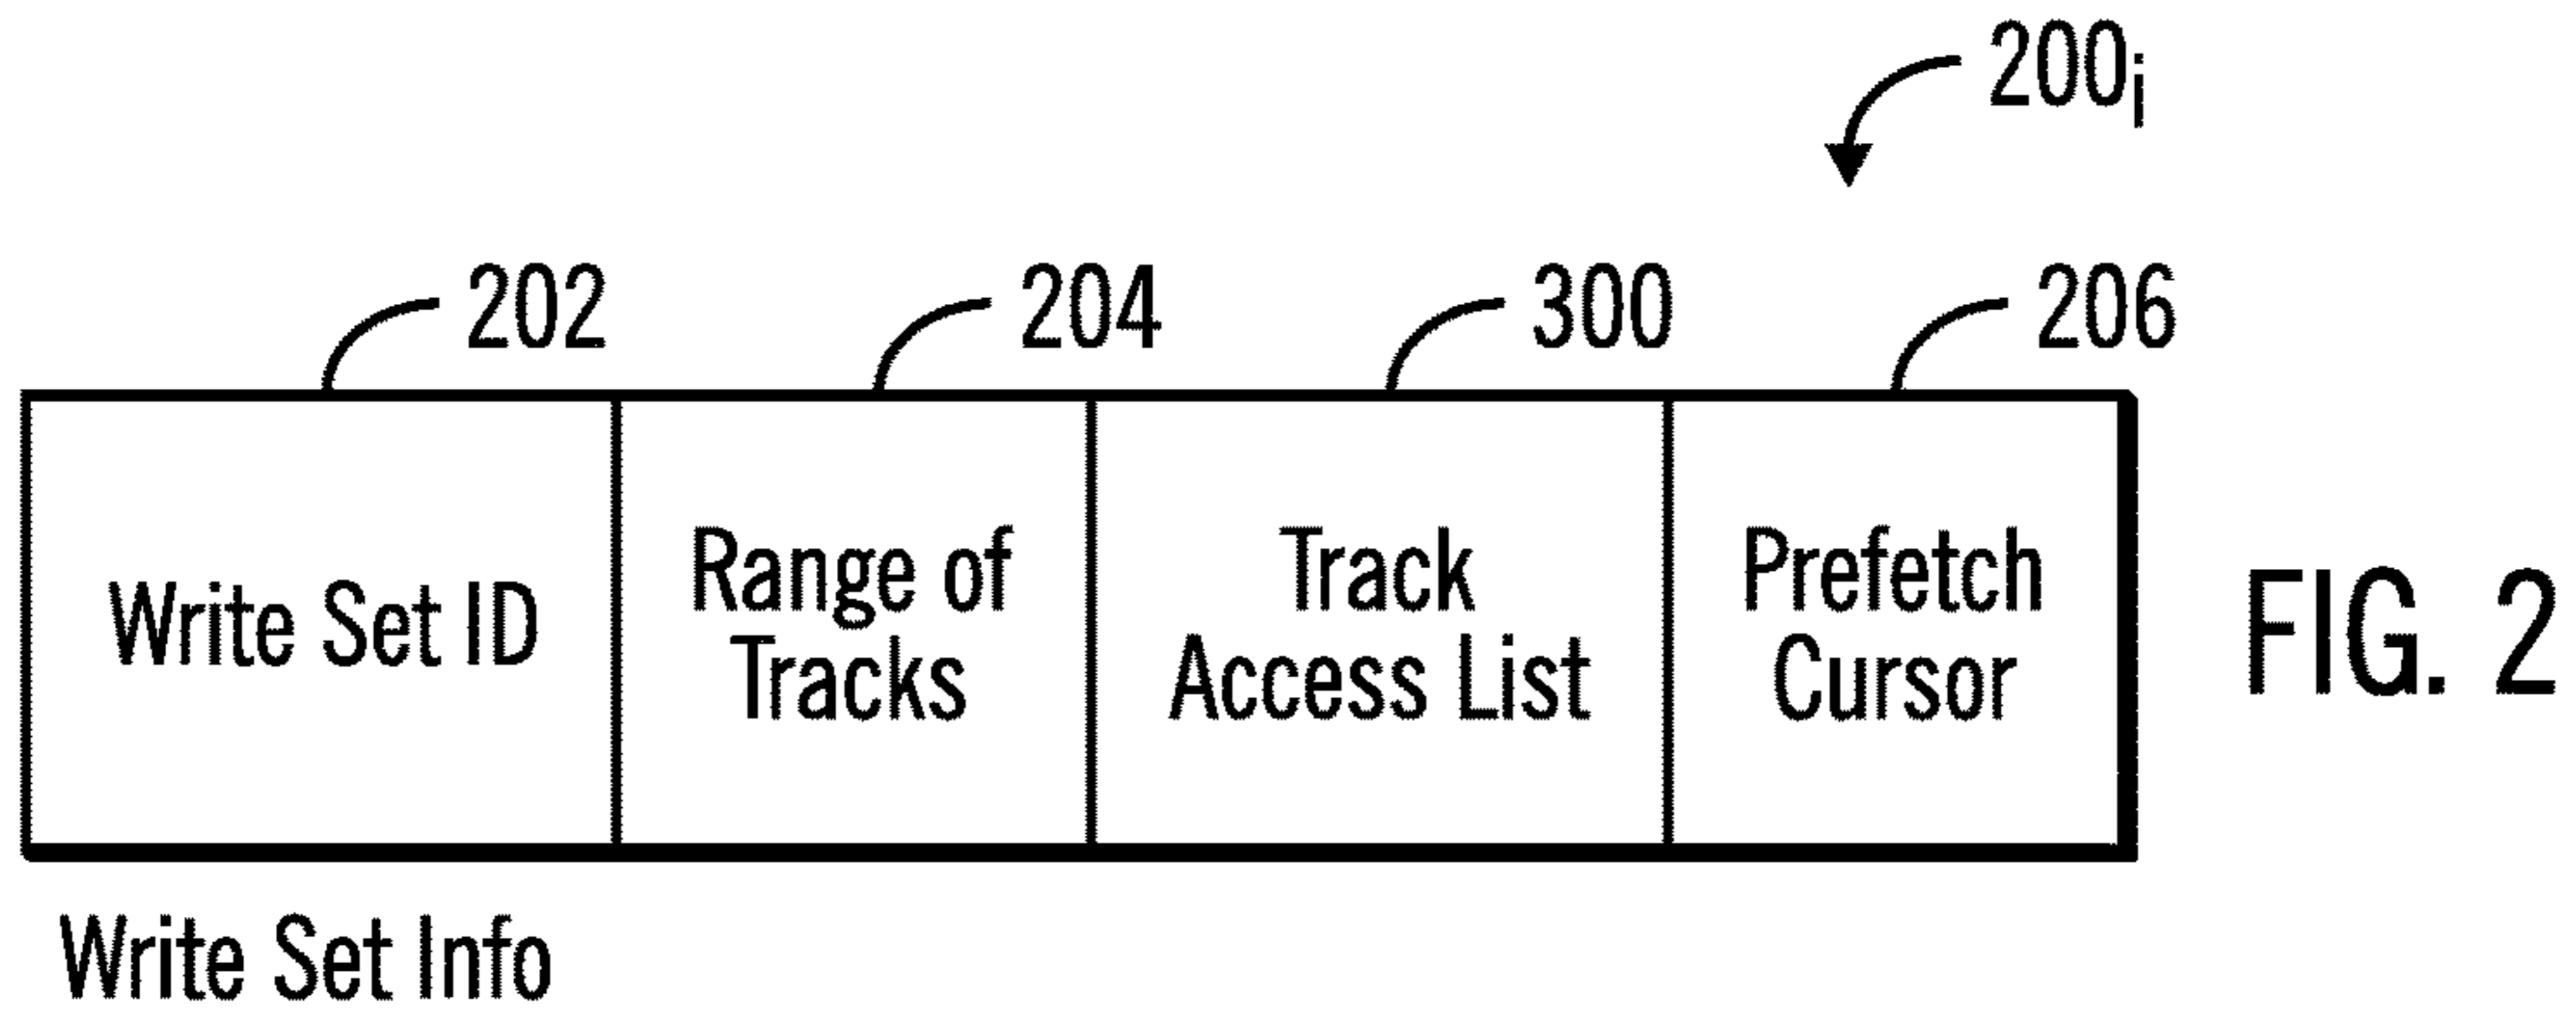 200i
202
204
300
206
Write Set ID
Range of
Tracks
Track
Access List
Prefetch
Cursor
FIG. 2
Write Set Info